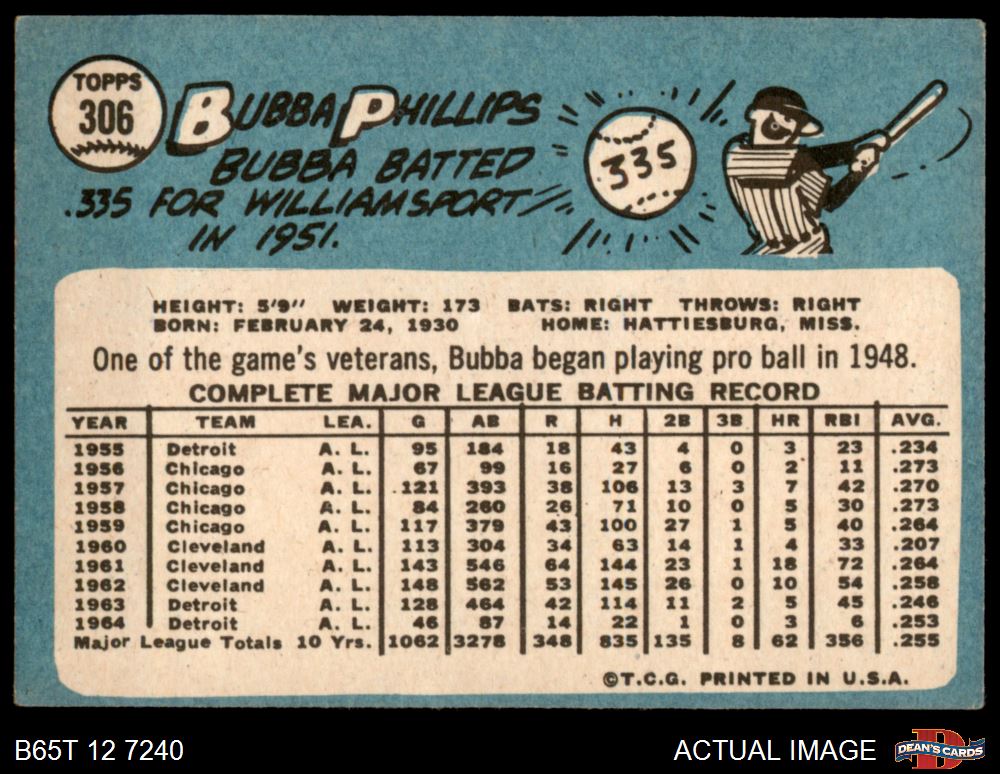 TOPPS
306
BUBBA PHILLIPS
BUBBA BATTED
.335 FOR WILLIAMSPORT
IN 1951.
335
HEIGHT: 5'9" WEIGHT: 173 BATS: RIGHT THROWS: RIGHT
BORN: FEBRUARY 24, 1930 HOME: HATTIESBURG, MISS.
One of the game's veterans, Bubba began playing pro ball in 1948.
COMPLETE MAJOR LEAGUE BATTING RECORD
YEAR TEAM LEA. G AB R H 2B 3B HR RBI AVG.
1955 Detroit A. L. 95 184 18 43 4 0 3 23 .234
1956 Chicago A. L. 67 99 16 27 6 0 2 11 .273
1957 Chicago A. L. 121 393 38 106 13 3 7 42 .270
1958 Chicago A. L. 84 260 26 71 10 0 5 30 .273
1959 Chicago A. L. 117 379 43 100 27 1 5 40 .264
1960 Cleveland A. L. 113 304 34 63 14 1 4 33 .207
1961 Cleveland A. L. 143 546 64 144 23 1 18 72 .264
1962 Cleveland A. L. 148 562 53 145 26 0 10 54 .258
1963 Detroit A. L. 128 464 42 114 11 2 5 45 .246
1964 Detroit A. L. 46 87 14 22 1 0 3 6 .253
Major League Totals 10 Yrs. 1062 3278 348 835 135 8 62 356 .255
©T.C.G. PRINTED IN U.S.A.
B65T 12 7240
ACTUAL IMAGE
D
DEAN'S CARDS